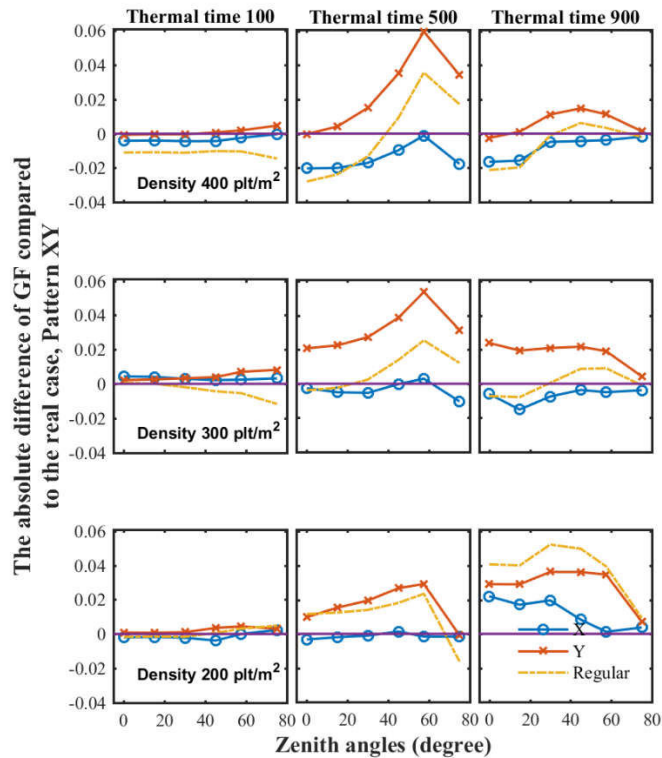 Thermal time 100 Thermal time 500 Thermal time 900
The absolute difference of GF compared
to the real case, Pattern XY
0.06
0.04
0.02
0
-0.02
-0.04
Density 400 plt/m²
0.06
0.04
0.02
0
-0.02
-0.04
Density 300 plt/m²
0.06
0.04
0.02
0
-0.02
-0.04
Density 200 plt/m²
X
Y
Regular
0 20 40 60 80 0 20 40 60 80 0 20 40 60 80
Zenith angles (degree)